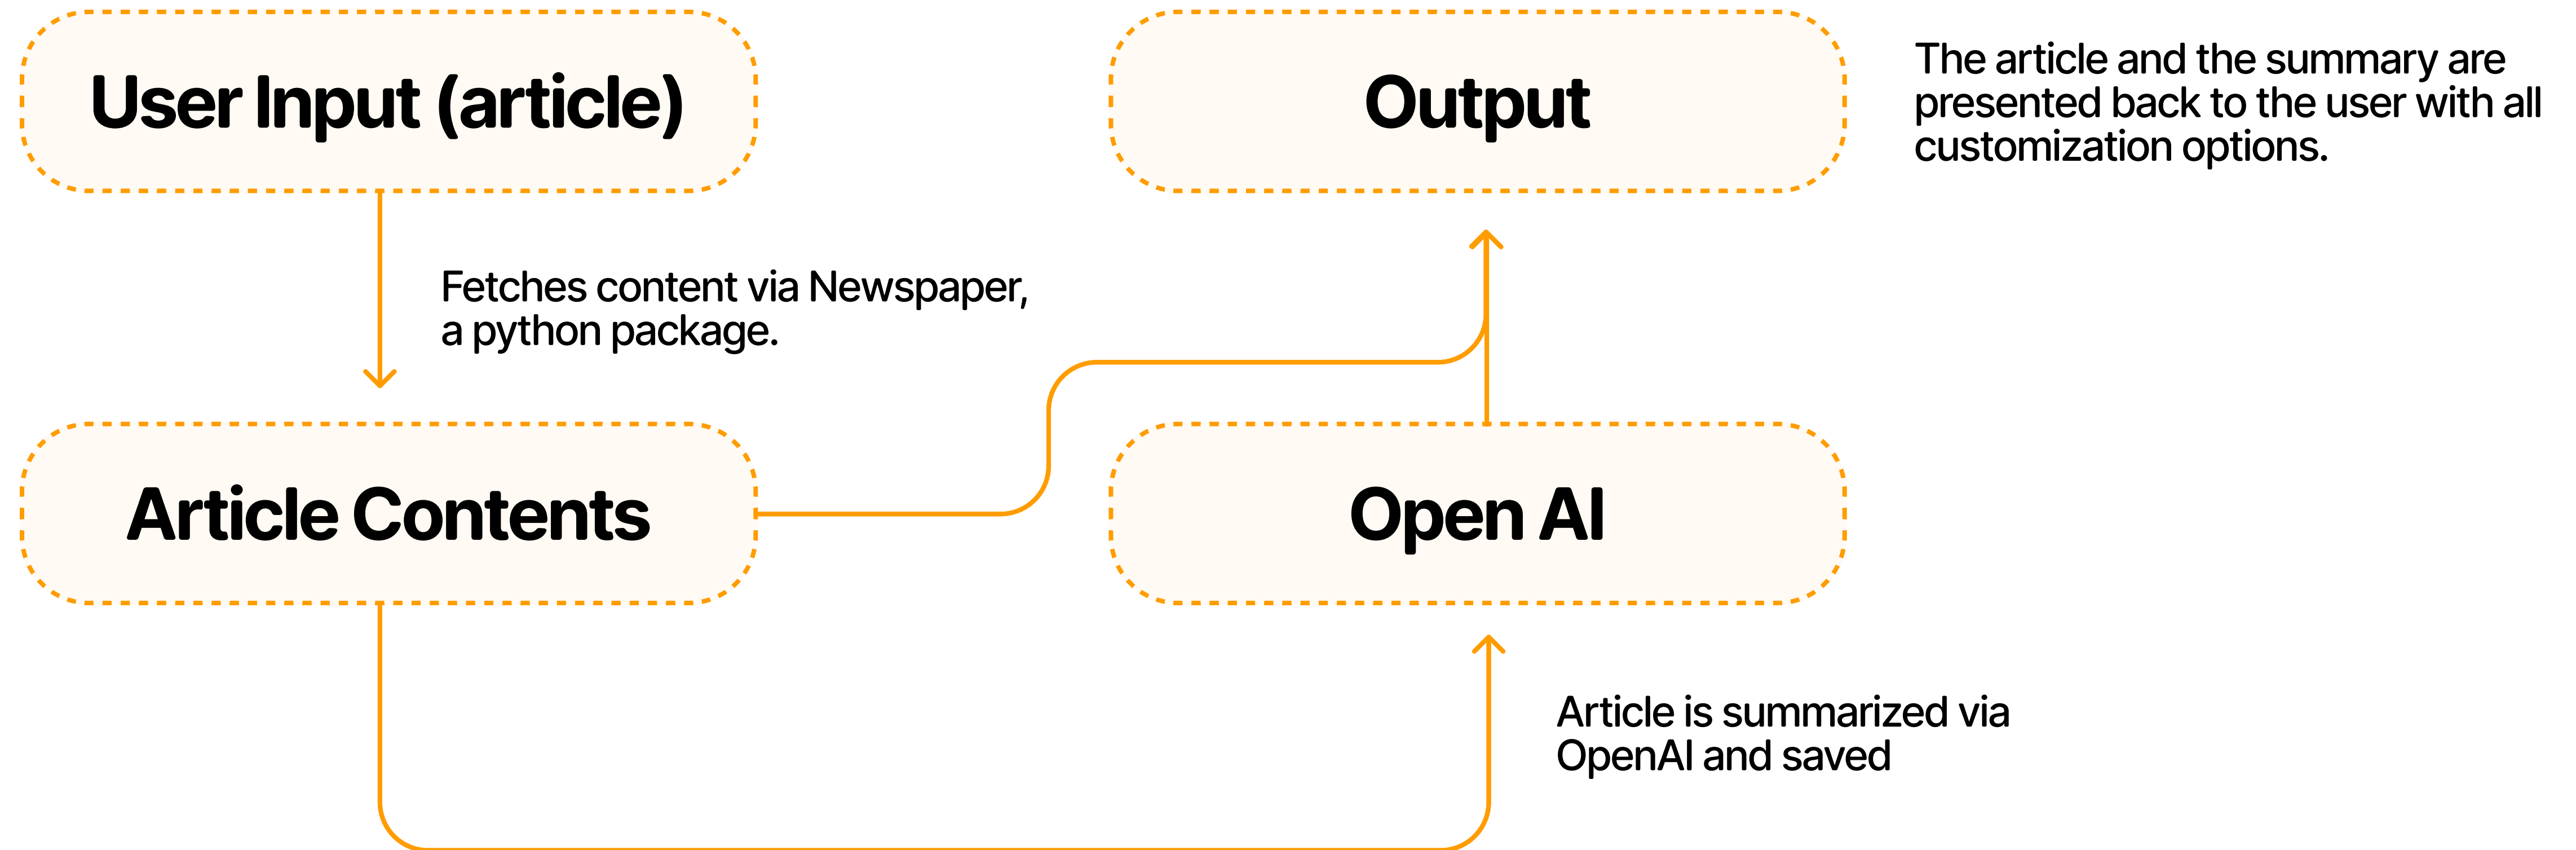 User Input (article)
Output
The article and the summary are
presented back to the user with all
customization options.
Fetches content via Newspaper,
a python package.
Article Contents
Open AI
Article is summarized via
OpenAI and saved